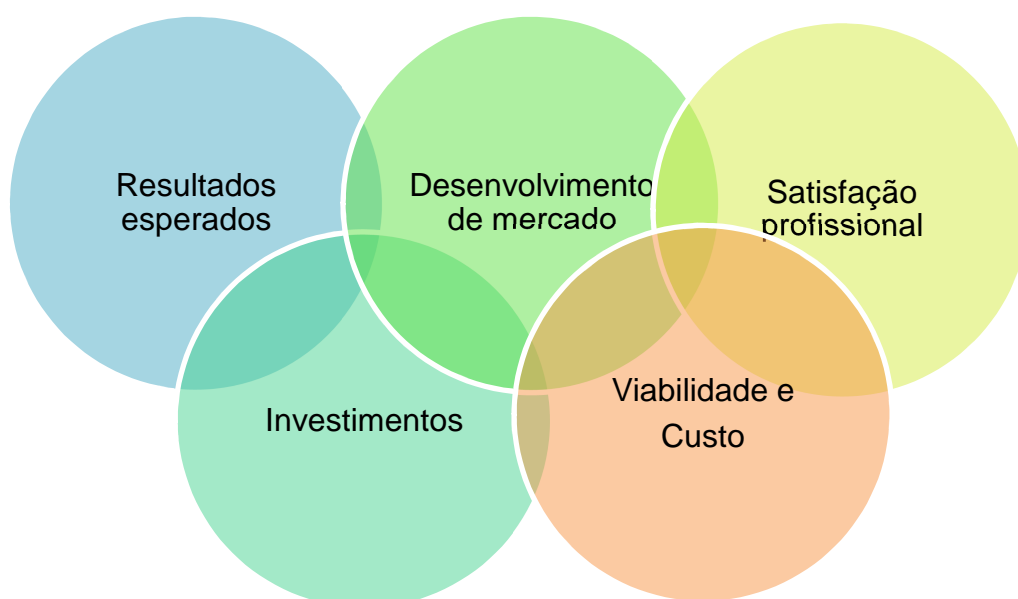 Resultados
esperados
Desenvolvimento
de mercado
Satisfação
profissional
Investimentos
Viabilidade e
Custo